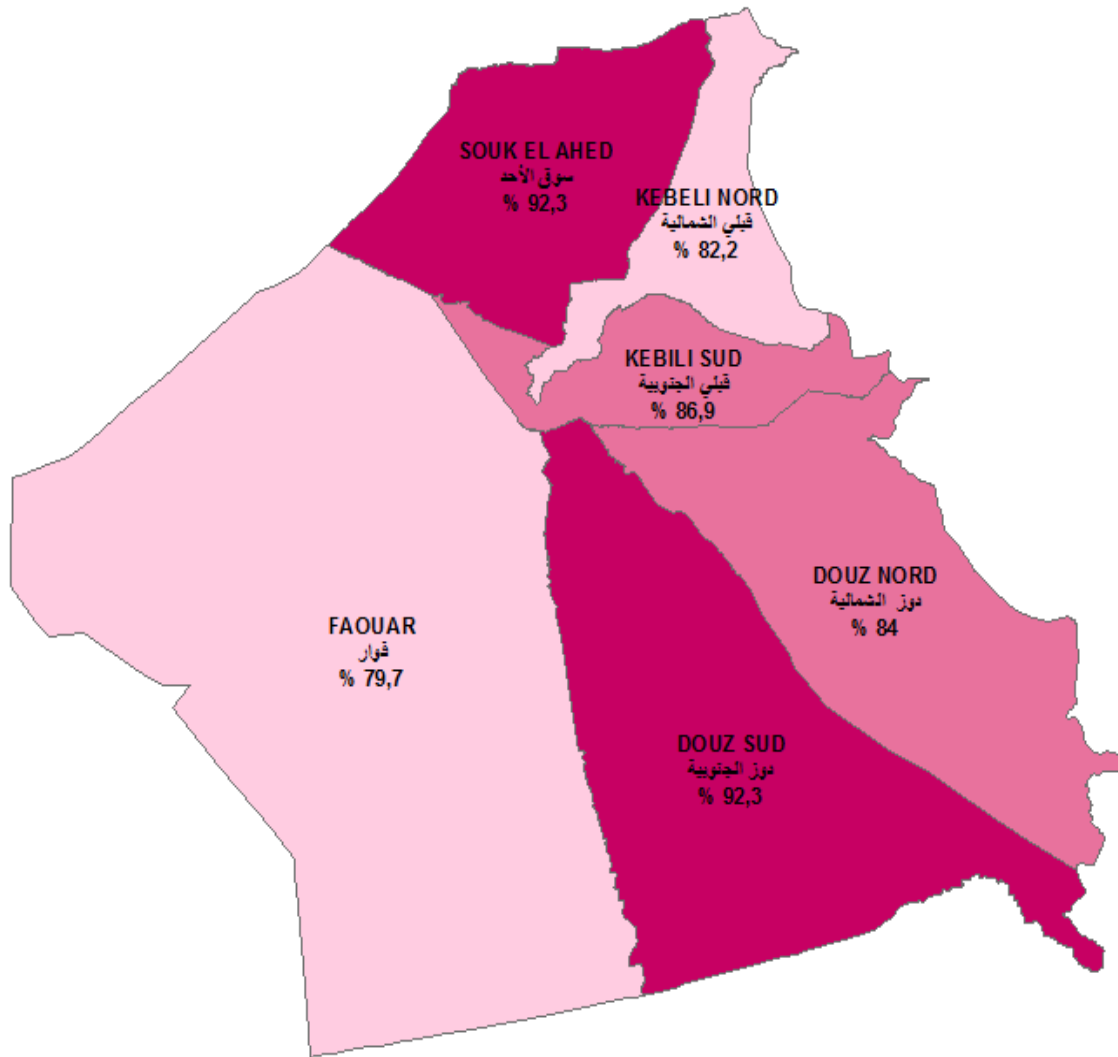 SOUK EL AHED
سوق الأحد
% 92,3
KEBELI NORD
قبلي الشمالية
% 82,2
KEBILI SUD
قبلي الجنوبية
% 86,9
DOUZ NORD
دوز الشمالية
% 84
FAOUAR
فوار
% 79,7
DOUZ SUD
دوز الجنوبية
% 92,3